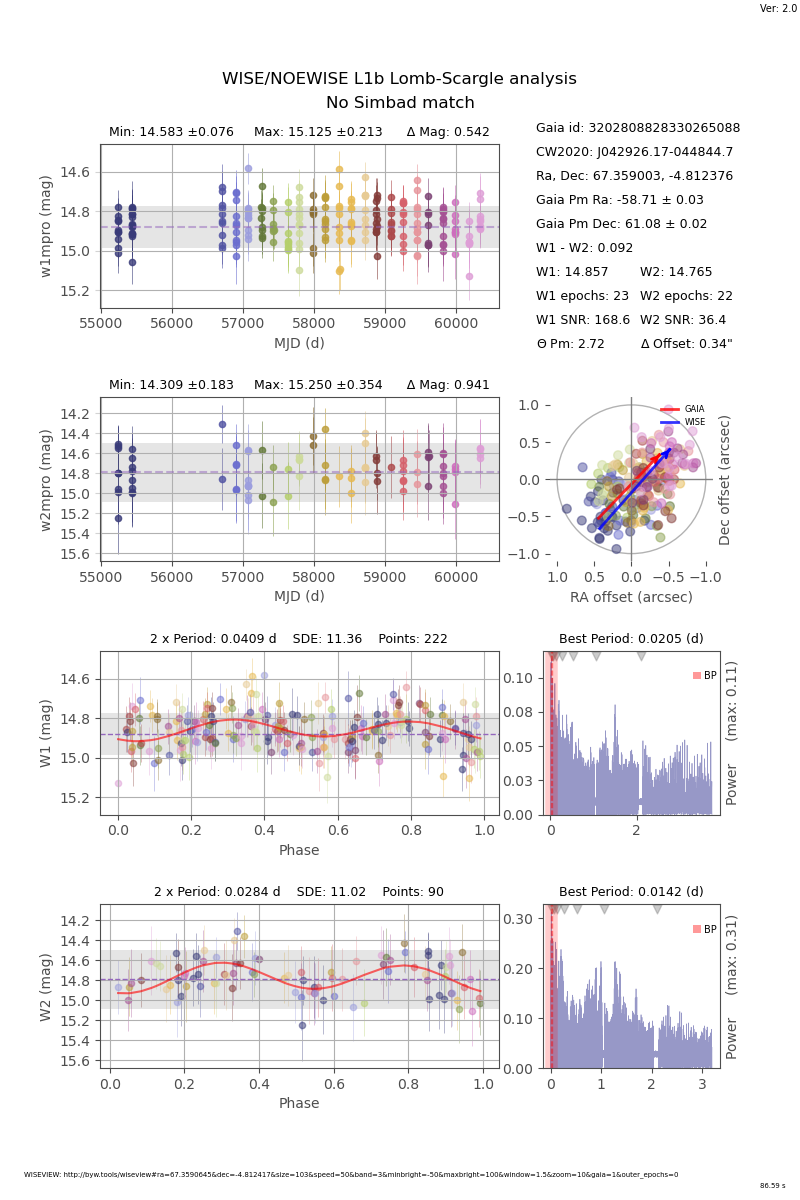 Ver: 2.0
WISE/NOEWISE L1b Lomb-Scargle analysis
No Simbad match
Min: 14.583 ±0.076 Max: 15.125 ±0.213 Δ Mag: 0.542
14.6
14.8
15.0
15.2
w1mpro (mag)
55000 56000 57000 58000 59000 60000
MJD (d)
Gaia id: 3202808828330265088
CW2020: J042926.17-044844.7
Ra, Dec: 67.359003, -4.812376
Gaia Pm Ra: -58.71 ± 0.03
Gaia Pm Dec: 61.08 ± 0.02
W1 - W2: 0.092
W1: 14.857 W2: 14.765
W1 epochs: 23 W2 epochs: 22
W1 SNR: 168.6 W2 SNR: 36.4
Θ Pm: 2.72 Δ Offset: 0.34"
Min: 14.309 ±0.183 Max: 15.250 ±0.354 Δ Mag: 0.941
14.2
14.4
14.6
14.8
15.0
15.2
15.4
15.6
w2mpro (mag)
55000 56000 57000 58000 59000 60000
MJD (d)
GAIA
WISE
1.0
0.5
0.0
−0.5
−1.0
1.0 0.5 0.0 −0.5 −1.0
RA offset (arcsec)
Dec offset (arcsec)
2 x Period: 0.0409 d SDE: 11.36 Points: 222
14.6
14.8
15.0
15.2
W1 (mag)
0.0 0.2 0.4 0.6 0.8 1.0
Phase
Best Period: 0.0205 (d)
BP
0.10
0.08
0.05
0.03
0.00
0 2
Power (max: 0.11)
2 x Period: 0.0284 d SDE: 11.02 Points: 90
14.2
14.4
14.6
14.8
15.0
15.2
15.4
15.6
W2 (mag)
0.0 0.2 0.4 0.6 0.8 1.0
Phase
Best Period: 0.0142 (d)
BP
0.30
0.20
0.10
0.00
0 1 2 3
Power (max: 0.31)
WISEVIEW: http://byw.tools/wiseview#ra=67.3590645&dec=-4.812417&size=103&speed=50&band=3&minbright=-50&maxbright=100&window=1.5&zoom=10&gaia=1&outer_epochs=0
86.59 s